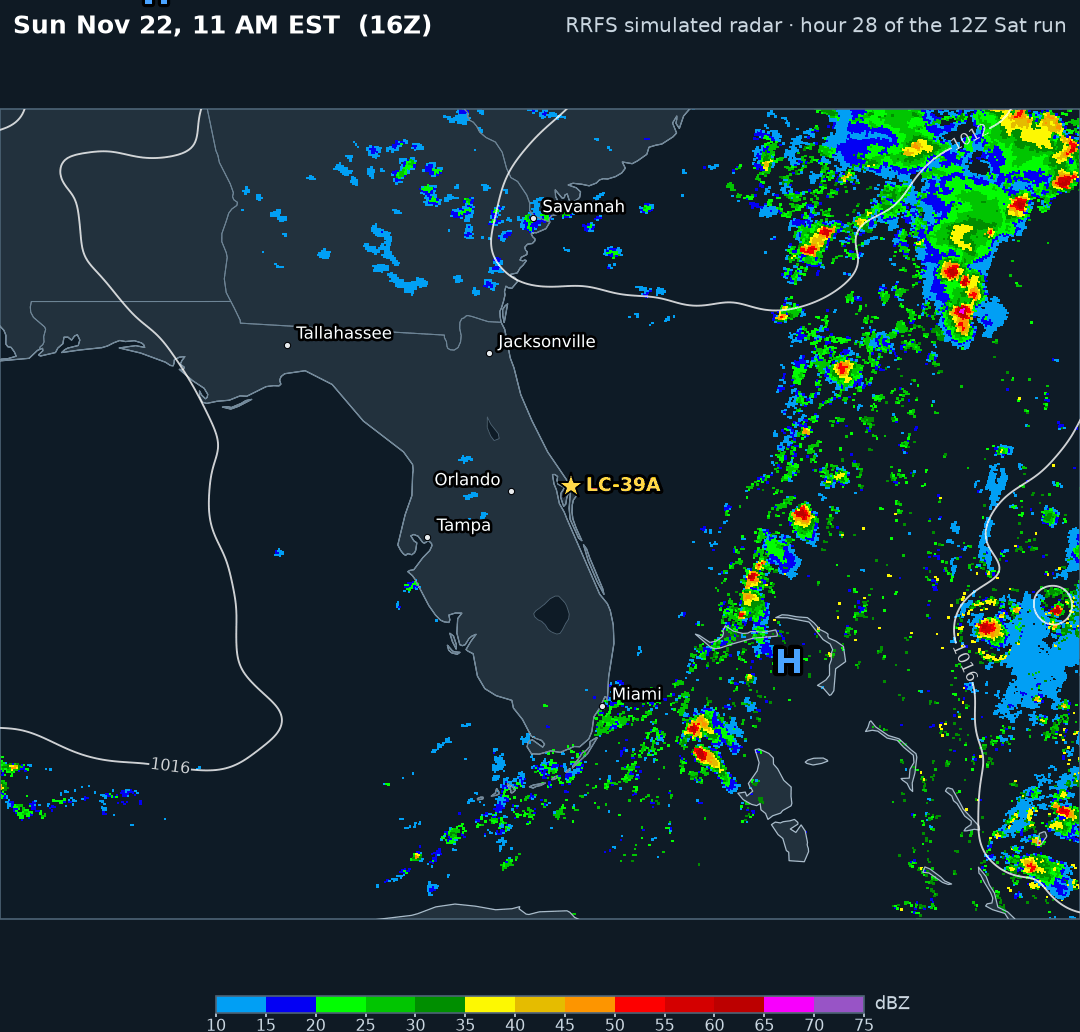 Sun Nov 22, 11 AM EST (16Z)
RRFS simulated radar · hour 28 of the 12Z Sat run
1012
Savannah
Tallahassee
Jacksonville
Orlando
LC-39A
Tampa
H
1016
Miami
1016
dBZ
10 15 20 25 30 35 40 45 50 55 60 65 70 75